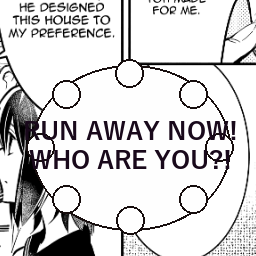 HE DESIGNED
THIS HOUSE TO
MY PREFERENCE.
FOR ME.
RUN AWAY NOW!
WHO ARE YOU?!